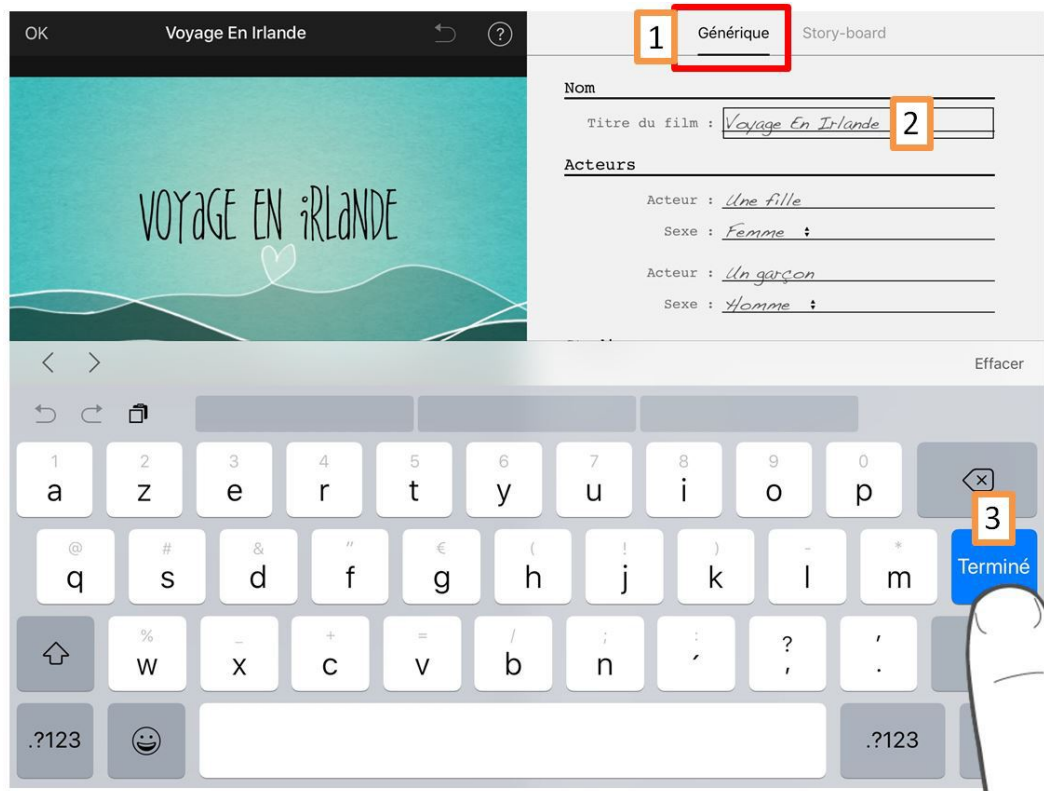 OK
Voyage En Irlande
?
1
Générique
Story-board
Nom
Titre du film : Voyage En Irlande
2
Acteurs
Acteur : Une fille
Sexe : Femme
Acteur : Un garçon
Sexe : Homme
VOYaGE EN iRLaNDE
Effacer
1 2 3 4 5 6 7 8 9 0
a z e r t y u i o p
3
@ # & " € ( ! ) - *
q s d f g h j k l m
Terminé
% _ + = / ; : ? '
w x c v b n ´ , .
.?123
.?123